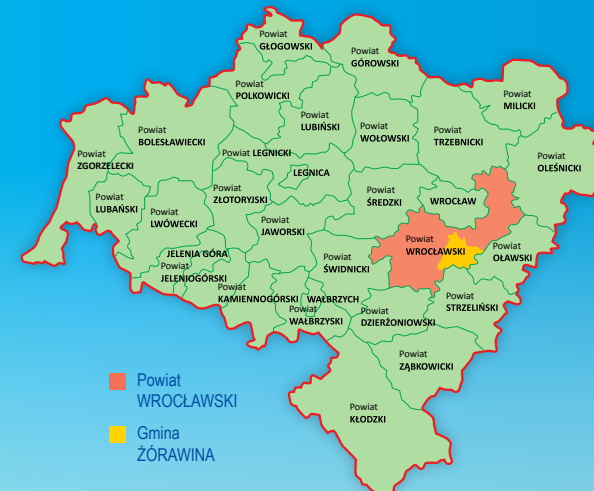 Powiat
GŁOGOWSKI
Powiat
GÓROWSKI
Powiat
POLKOWICKI
Powiat
MILICKI
Powiat
LUBIŃSKI
Powiat
BOLESŁAWIECKI
Powiat
WOŁOWSKI
Powiat
TRZEBNICKI
Powiat
ZGORZELECKI
Powiat LEGNICKI
Powiat
OLEŚNICKI
LEGNICA
Powiat
ZŁOTORYJSKI
Powiat
ŚREDZKI
WROCŁAW
Powiat
LUBAŃSKI
Powiat
LWÓWECKI
Powiat
JAWORSKI
Powiat
WROCŁAWSKI
Powiat
OŁAWSKI
JELENIA GÓRA
Powiat
JELENIOGÓRSKI
Powiat
ŚWIDNICKI
Powiat
KAMIENNOGÓRSKI
WAŁBRZYCH
Powiat
WAŁBRZYSKI
Powiat
DZIERŻONIOWSKI
Powiat
STRZELIŃSKI
Powiat
ZĄBKOWICKI
Powiat
KŁODZKI
Powiat
WROCŁAWSKI
Gmina
ŻÓRAWINA